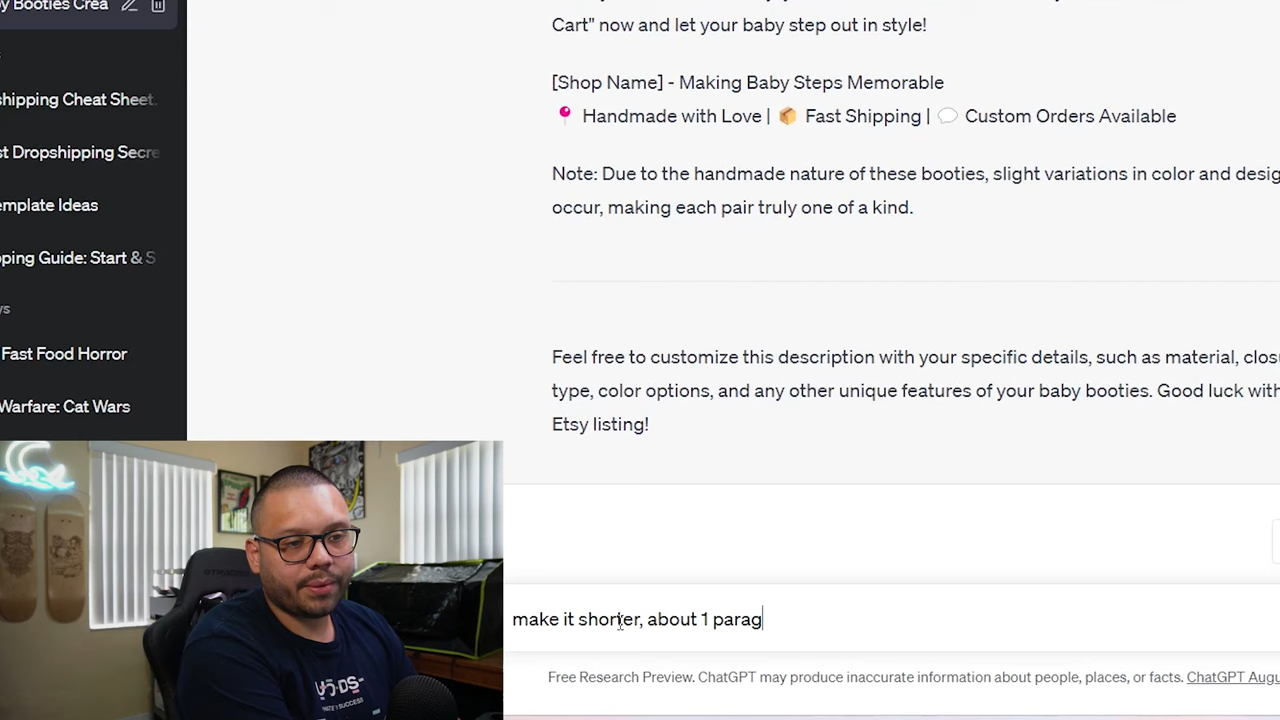 by Booties Crea
shipping Cheat Sheet.
st Dropshipping Secre
emplate Ideas
ping Guide: Start & S
Fast Food Horror
Warfare: Cat Wars
Cart" now and let your baby step out in style!
[Shop Name] - Making Baby Steps Memorable
📍 Handmade with Love | 📦 Fast Shipping | 💬 Custom Orders Available
Note: Due to the handmade nature of these booties, slight variations in color and desig
occur, making each pair truly one of a kind.
Feel free to customize this description with your specific details, such as material, closu
type, color options, and any other unique features of your baby booties. Good luck with
Etsy listing!
make it shorter, about 1 parag
Free Research Preview. ChatGPT may produce inaccurate information about people, places, or facts. ChatGPT Augu